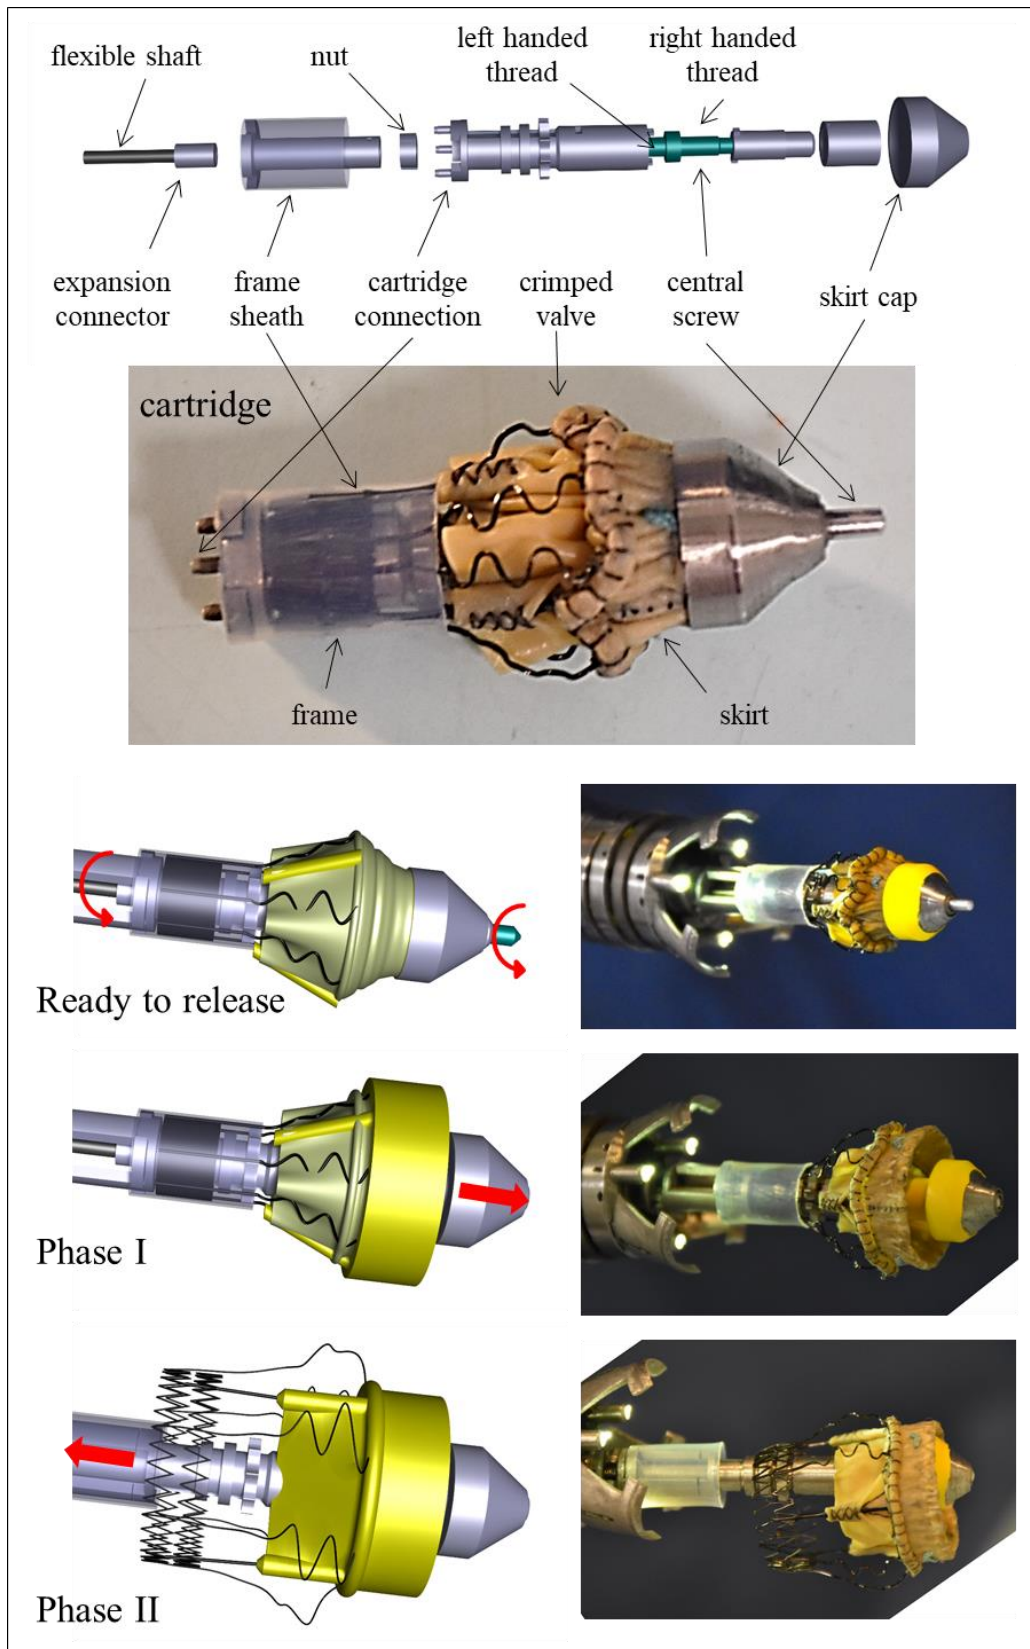 flexible shaft
nut
left handed
thread
right handed
thread
expansion
connector
frame
sheath
cartridge
connection
crimped
valve
central
screw
skirt cap
cartridge
frame
skirt
Ready to release
Phase I
Phase II